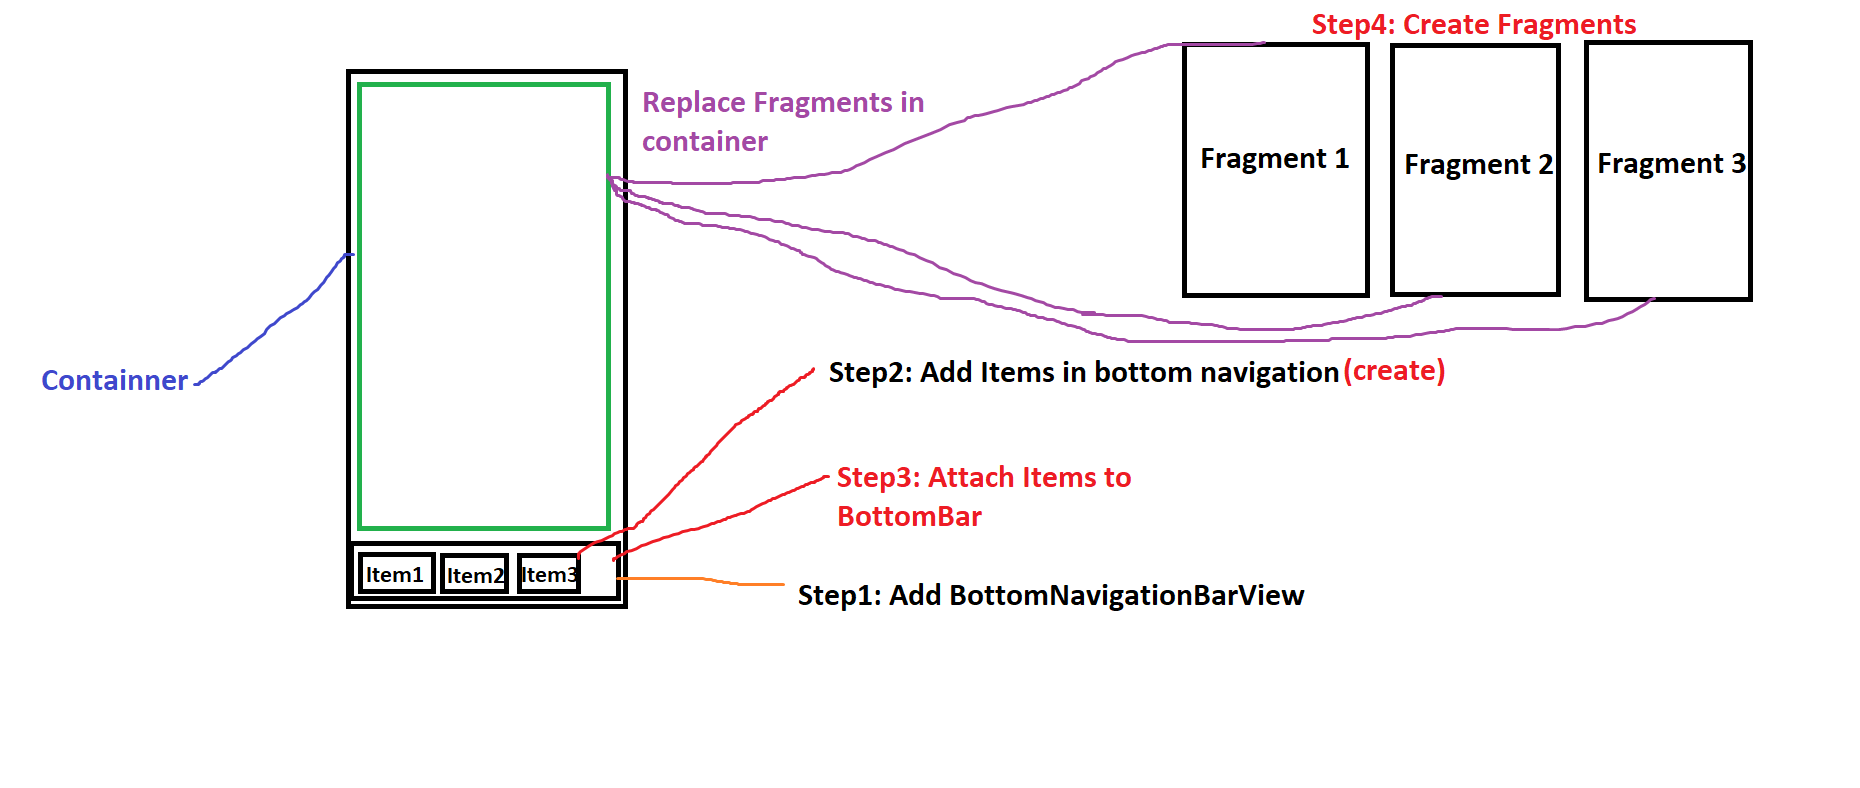 Step4: Create Fragments
Replace Fragments in
container
Fragment 1
Fragment 2
Fragment 3
Containner
Step2: Add Items in bottom navigation(create)
Step3: Attach Items to
BottomBar
Item1
Item2
Item3
Step1: Add BottomNavigationBarView